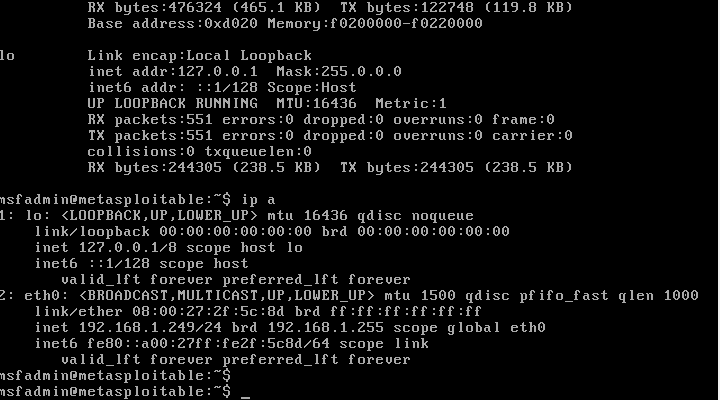 RX bytes:476324 (465.1 KB)  TX bytes:122748 (119.8 KB)
Base address:0xd020 Memory:f0200000-f0220000
lo        Link encap:Local Loopback
inet addr:127.0.0.1  Mask:255.0.0.0
inet6 addr: ::1/128 Scope:Host
UP LOOPBACK RUNNING  MTU:16436  Metric:1
RX packets:551 errors:0 dropped:0 overruns:0 frame:0
TX packets:551 errors:0 dropped:0 overruns:0 carrier:0
collisions:0 txqueuelen:0
RX bytes:244305 (238.5 KB)  TX bytes:244305 (238.5 KB)
msfadmin@metasploitable:~$ ip a
1: lo: <LOOPBACK,UP,LOWER_UP> mtu 16436 qdisc noqueue
link/loopback 00:00:00:00:00:00 brd 00:00:00:00:00:00
inet 127.0.0.1/8 scope host lo
inet6 ::1/128 scope host
valid_lft forever preferred_lft forever
2: eth0: <BROADCAST,MULTICAST,UP,LOWER_UP> mtu 1500 qdisc pfifo_fast qlen 1000
link/ether 08:00:27:2f:5c:8d brd ff:ff:ff:ff:ff:ff
inet 192.168.1.249/24 brd 192.168.1.255 scope global eth0
inet6 fe80::a00:27ff:fe2f:5c8d/64 scope link
valid_lft forever preferred_lft forever
msfadmin@metasploitable:~$
msfadmin@metasploitable:~$ _